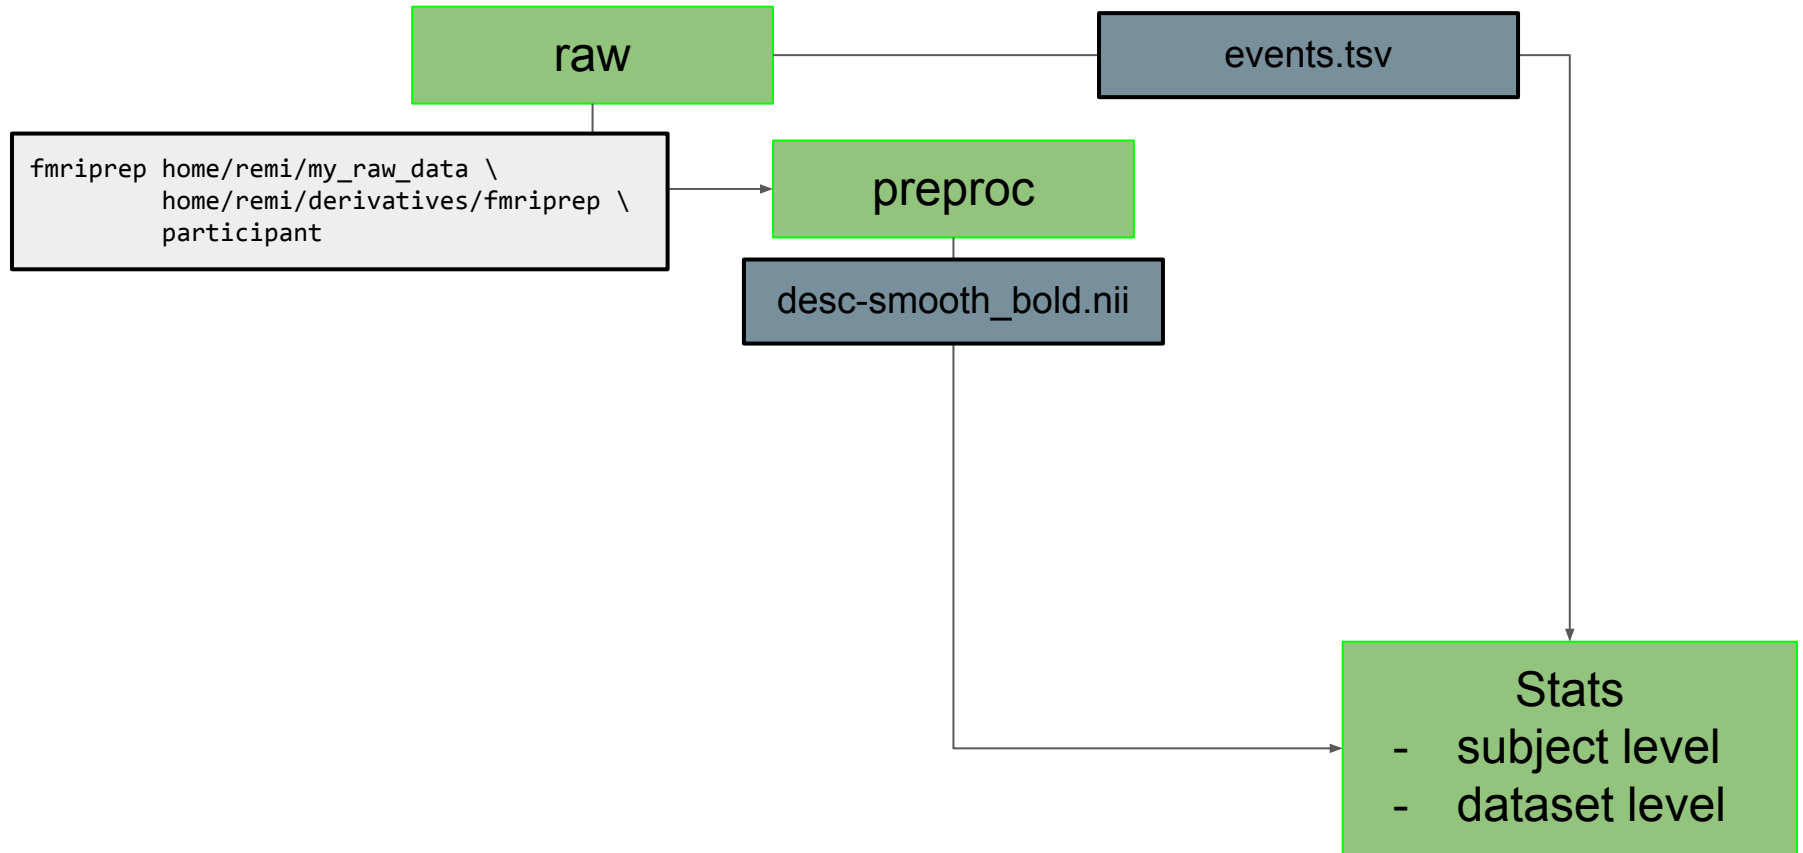 raw
events.tsv
fmriprep home/remi/my_raw_data \
home/remi/derivatives/fmriprep \
participant
preproc
desc-smooth_bold.nii
Stats
- subject level
- dataset level